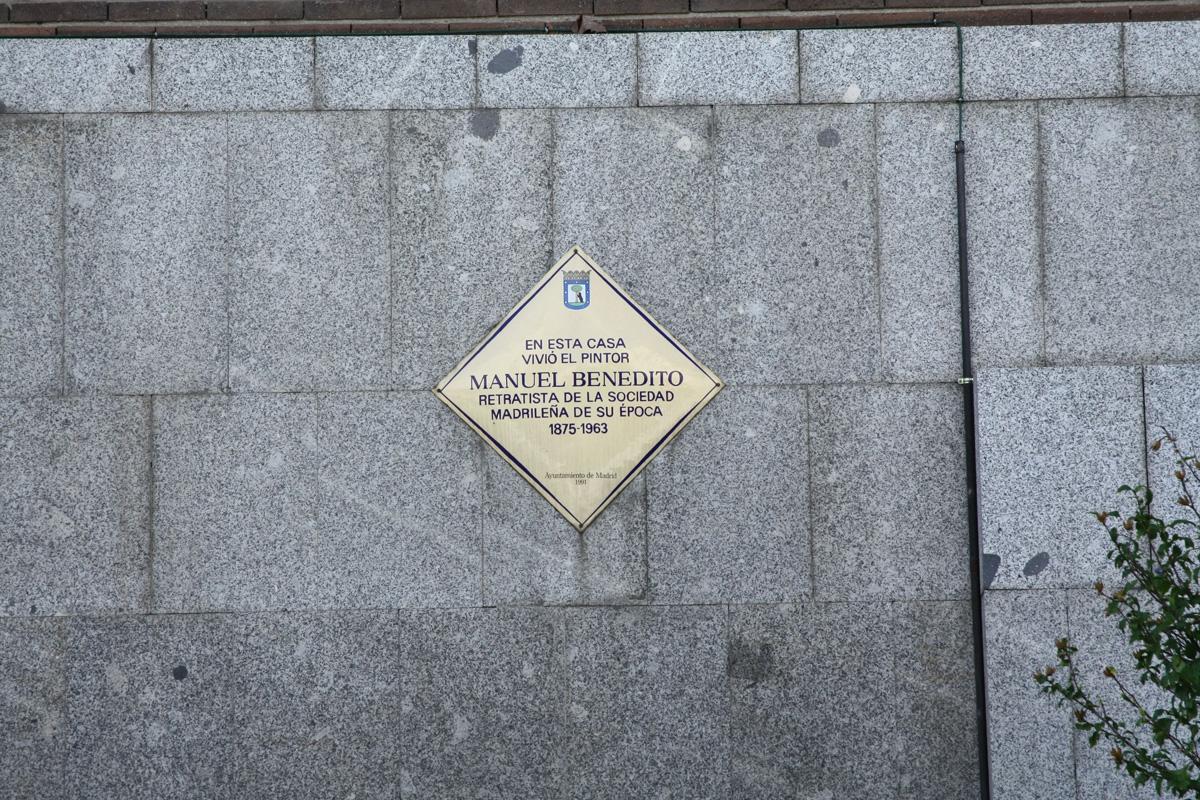 EN ESTA CASA
VIVIÓ EL PINTOR
MANUEL BENEDITO
RETRATISTA DE LA SOCIEDAD
MADRILEÑA DE SU ÉPOCA
1875-1963
Ayuntamiento de Madrid
1991